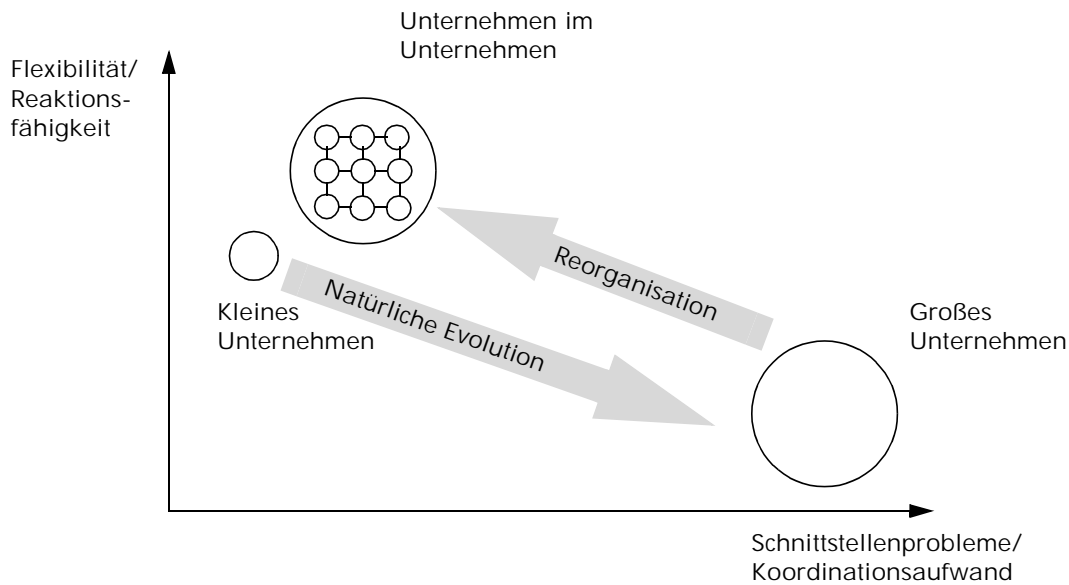 Unternehmen im
Unternehmen
Flexibilität/
Reaktions-
fähigkeit
Reorganisation
Natürliche Evolution
Kleines
Unternehmen
Großes
Unternehmen
Schnittstellenprobleme/
Koordinationsaufwand